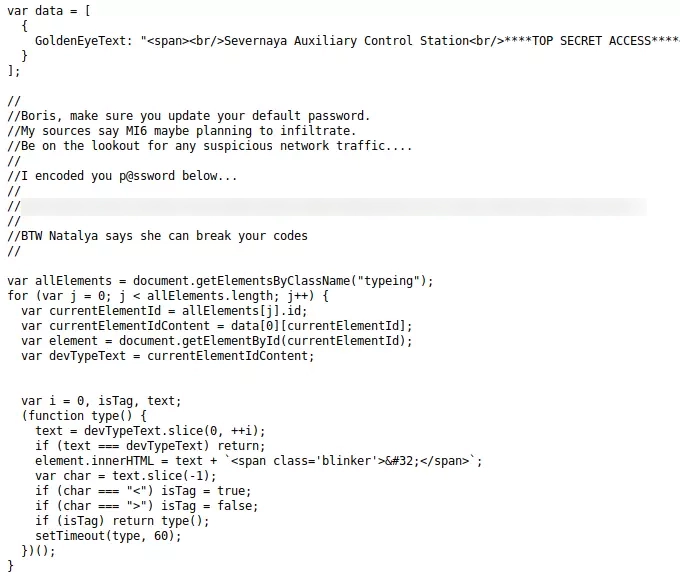 var data = [
  {
    GoldenEyeText: "<span><br/>Severnaya Auxiliary Control Station<br/>****TOP SECRET ACCESS****
  }
];

//
//Boris, make sure you update your default password.
//My sources say MI6 maybe planning to infiltrate.
//Be on the lookout for any suspicious network traffic....
//
//I encoded you p@ssword below...
//
//
//
//BTW Natalya says she can break your codes
//

var allElements = document.getElementsByClassName("typeing");
for (var j = 0; j < allElements.length; j++) {
  var currentElementId = allElements[j].id;
  var currentElementIdContent = data[0][currentElementId];
  var element = document.getElementById(currentElementId);
  var devTypeText = currentElementIdContent;


  var i = 0, isTag, text;
  (function type() {
    text = devTypeText.slice(0, ++i);
    if (text === devTypeText) return;
    element.innerHTML = text + `<span class='blinker'>&#32;</span>`;
    var char = text.slice(-1);
    if (char === "<") isTag = true;
    if (char === ">") isTag = false;
    if (isTag) return type();
    setTimeout(type, 60);
  })();
}